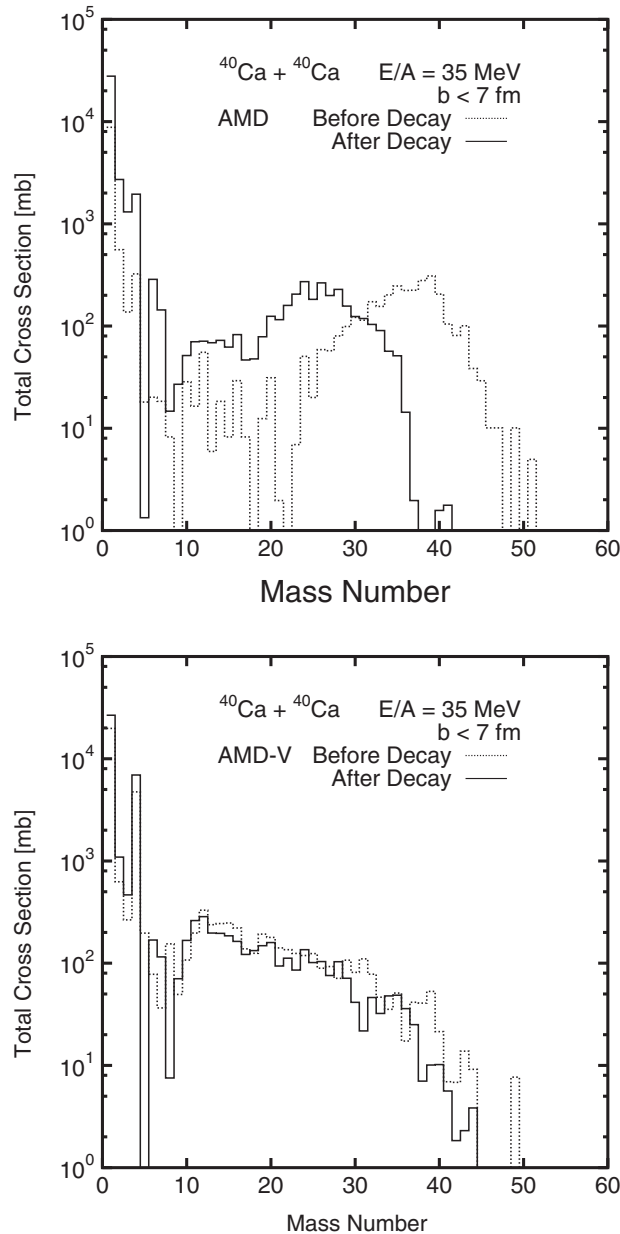 10^5
^40Ca + ^40Ca E/A = 35 MeV
b < 7 fm
10^4
AMD Before Decay
After Decay
10^3
10^2
10^1
10^0
Total Cross Section [mb]
0 10 20 30 40 50 60
Mass Number
10^5
^40Ca + ^40Ca E/A = 35 MeV
b < 7 fm
10^4
AMD-V Before Decay
After Decay
10^3
10^2
10^1
10^0
Total Cross Section [mb]
0 10 20 30 40 50 60
Mass Number